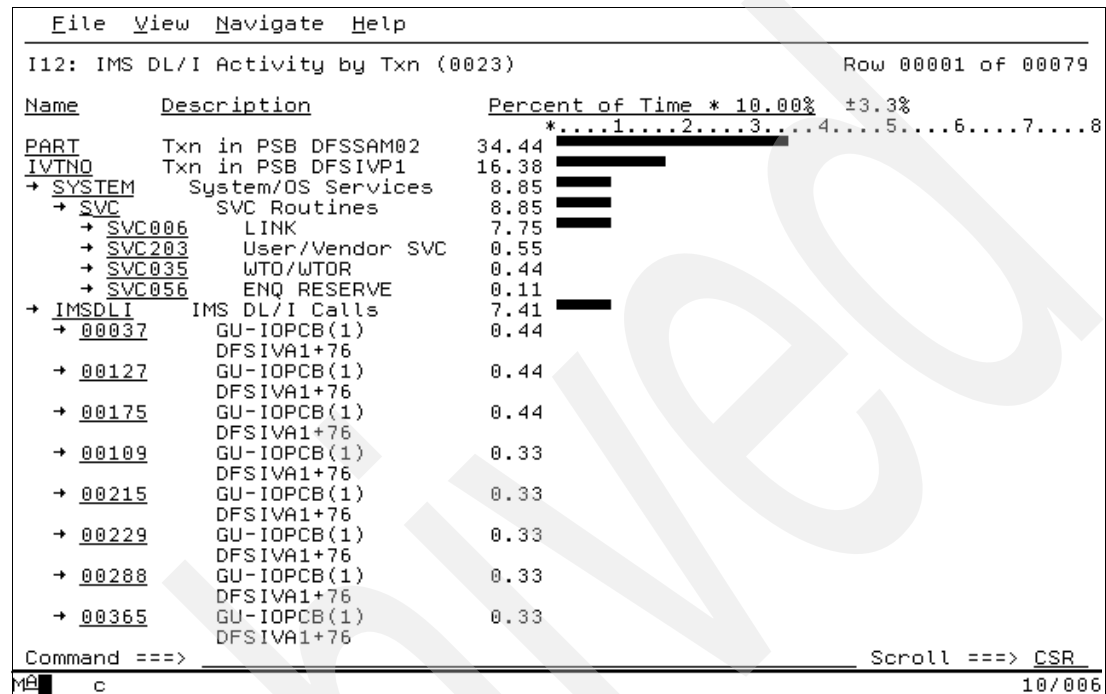 File View Navigate Help
I12: IMS DL/I Activity by Txn (0023) Row 00001 of 00079
Name Description Percent of Time * 10.00% ±3.3%
*....1....2....3....4....5....6....7....8
PART Txn in PSB DFSSAM02 34.44
IVTNO Txn in PSB DFSIVP1 16.38
→ SYSTEM System/OS Services 8.85
→ SVC SVC Routines 8.85
→ SVC006 LINK 7.75
→ SVC203 User/Vendor SVC 0.55
→ SVC035 WTO/WTOR 0.44
→ SVC056 ENQ RESERVE 0.11
→ IMSDLI IMS DL/I Calls 7.41
→ 00037 GU-IOPCB(1) 0.44
DFSIVA1+76
→ 00127 GU-IOPCB(1) 0.44
DFSIVA1+76
→ 00175 GU-IOPCB(1) 0.44
DFSIVA1+76
→ 00109 GU-IOPCB(1) 0.33
DFSIVA1+76
→ 00215 GU-IOPCB(1) 0.33
DFSIVA1+76
→ 00229 GU-IOPCB(1) 0.33
DFSIVA1+76
→ 00288 GU-IOPCB(1) 0.33
DFSIVA1+76
→ 00365 GU-IOPCB(1) 0.33
DFSIVA1+76
Command ===> Scroll ===> CSR
MA c 10/006